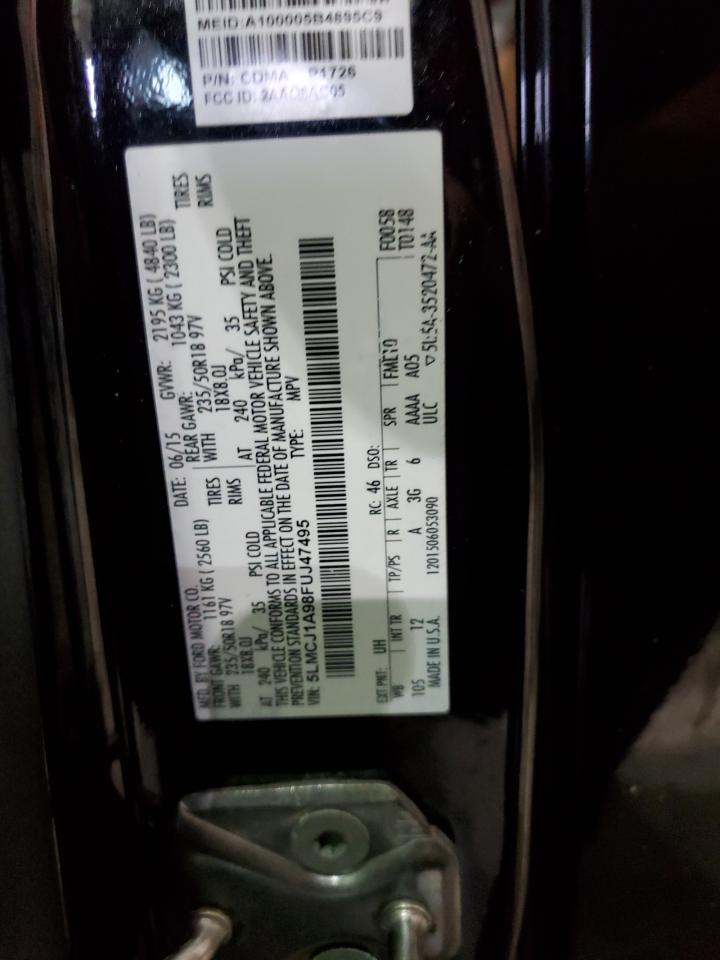 MEID: A100005B4895C9
P/N: CDMA P1726
FCC ID:
MFD. BY FORD MOTOR CO. DATE: 06/15 GVWR: 2195 KG ( 4840 LB)
FRONT GAWR: 1161 KG ( 2560 LB) REAR GAWR: 1043 KG ( 2300 LB)
WITH 235/50R18 97V TIRES WITH 235/50R18 97V TIRES
18X8.0J RIMS 18X8.0J RIMS
AT 240 kPa/ 35 PSI COLD AT 240 kPa/ 35 PSI COLD
THIS VEHICLE CONFORMS TO ALL APPLICABLE FEDERAL MOTOR VEHICLE SAFETY AND THEFT
PREVENTION STANDARDS IN EFFECT ON THE DATE OF MANUFACTURE SHOWN ABOVE.
VIN: 5LMCJ1A98FUJ47495 TYPE: MPV
EXT PNT: UH RC: 46 DSO: FME10 F0058
WB INT TR TP/PS R AXLE TR SPR T0148
105 12 A 3G 6 AAAA A05
MADE IN U.S.A. 1201506053090 ULC ▽5L5A-3520472-AA